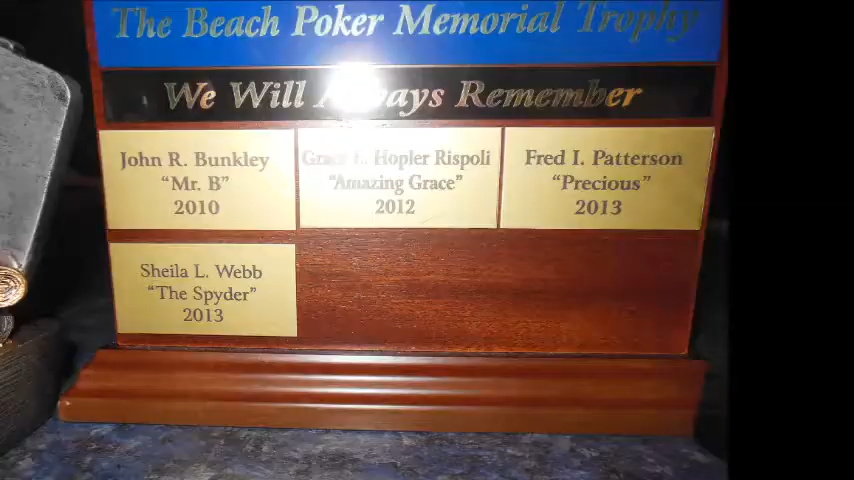 The Beach Poker Memorial Trophy
We Will Always Remember
John R. Bunkley
“Mr. B”
2010
Hopler Rispoli
“Amazing Grace”
2012
Fred I. Patterson
“Precious”
2013
Sheila L. Webb
“The Spyder”
2013